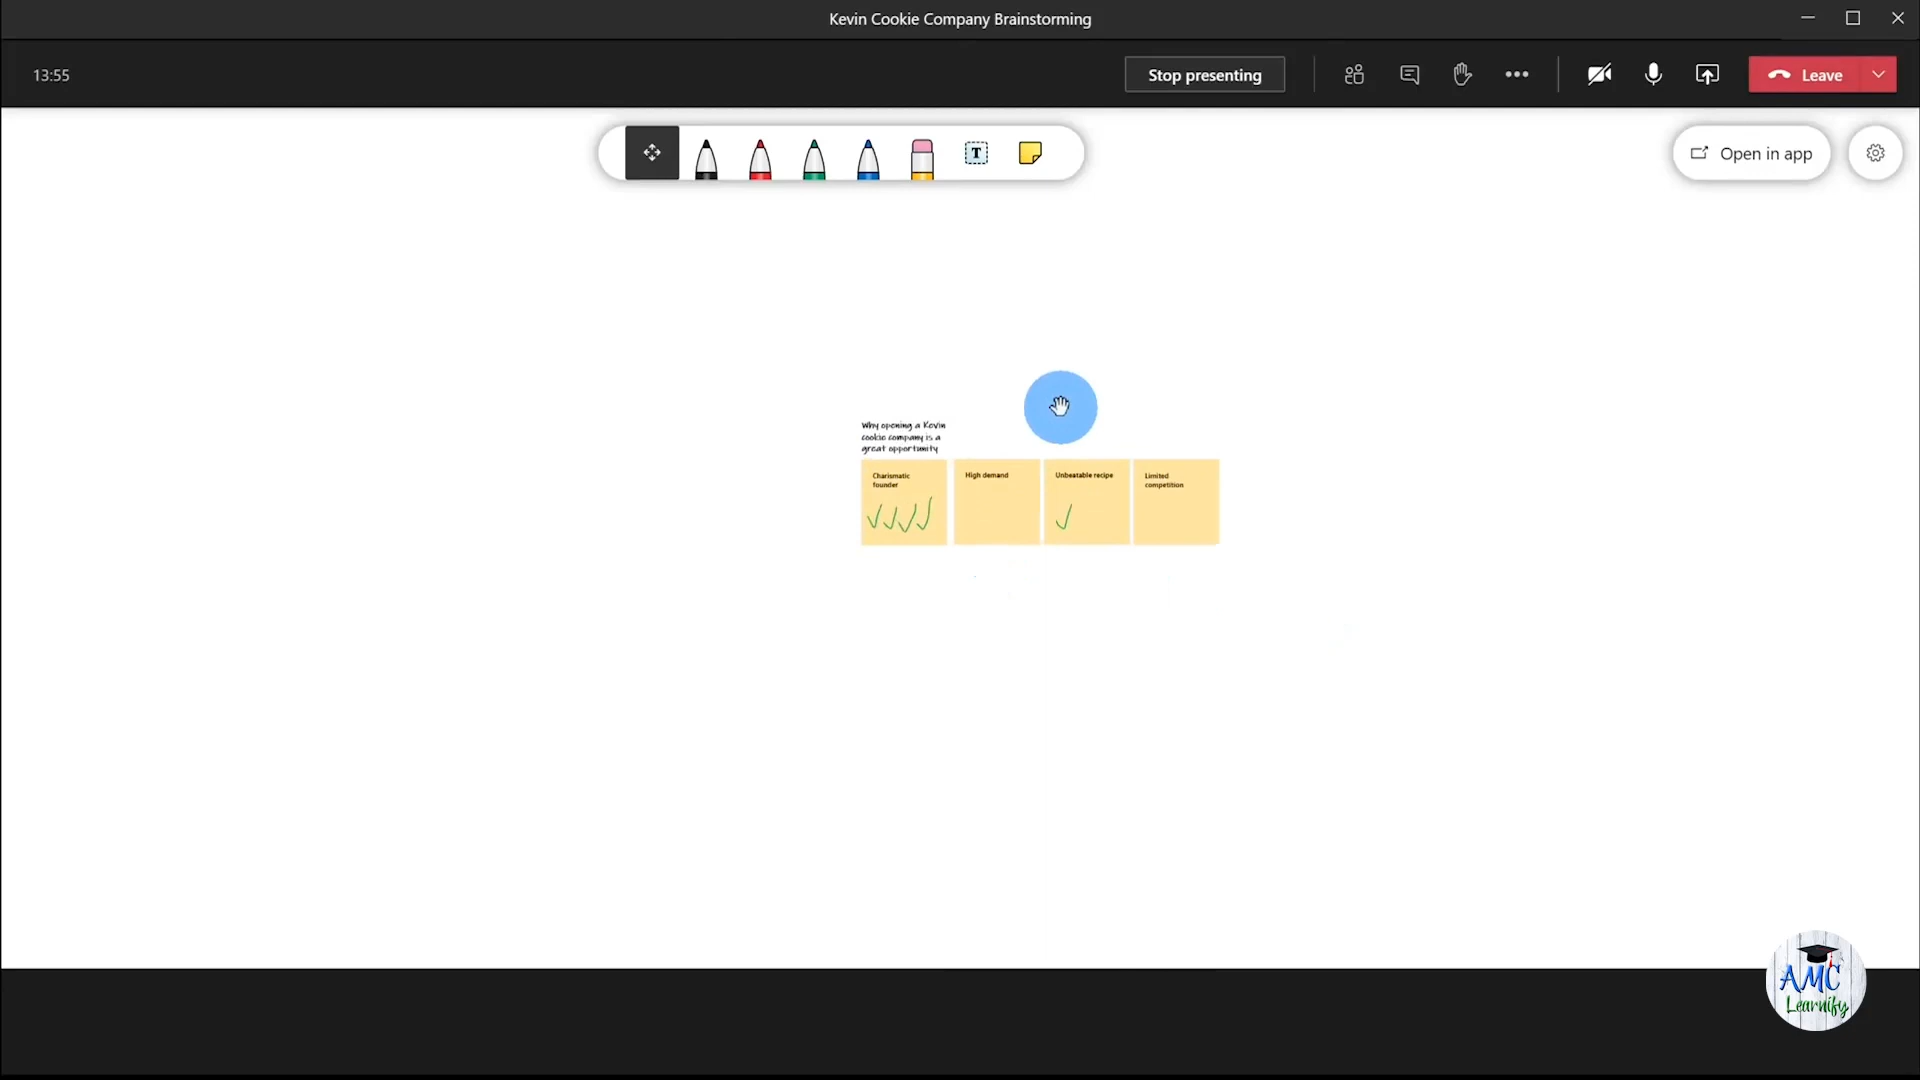 Kevin Cookie Company Brainstorming
13:55
Stop presenting
Leave
T
Open in app
Why opening a Kevin
cookie company is a
great opportunity
Charismatic
founder
High demand
Unbeatable recipe
Limited
competition
AMC
Learnify